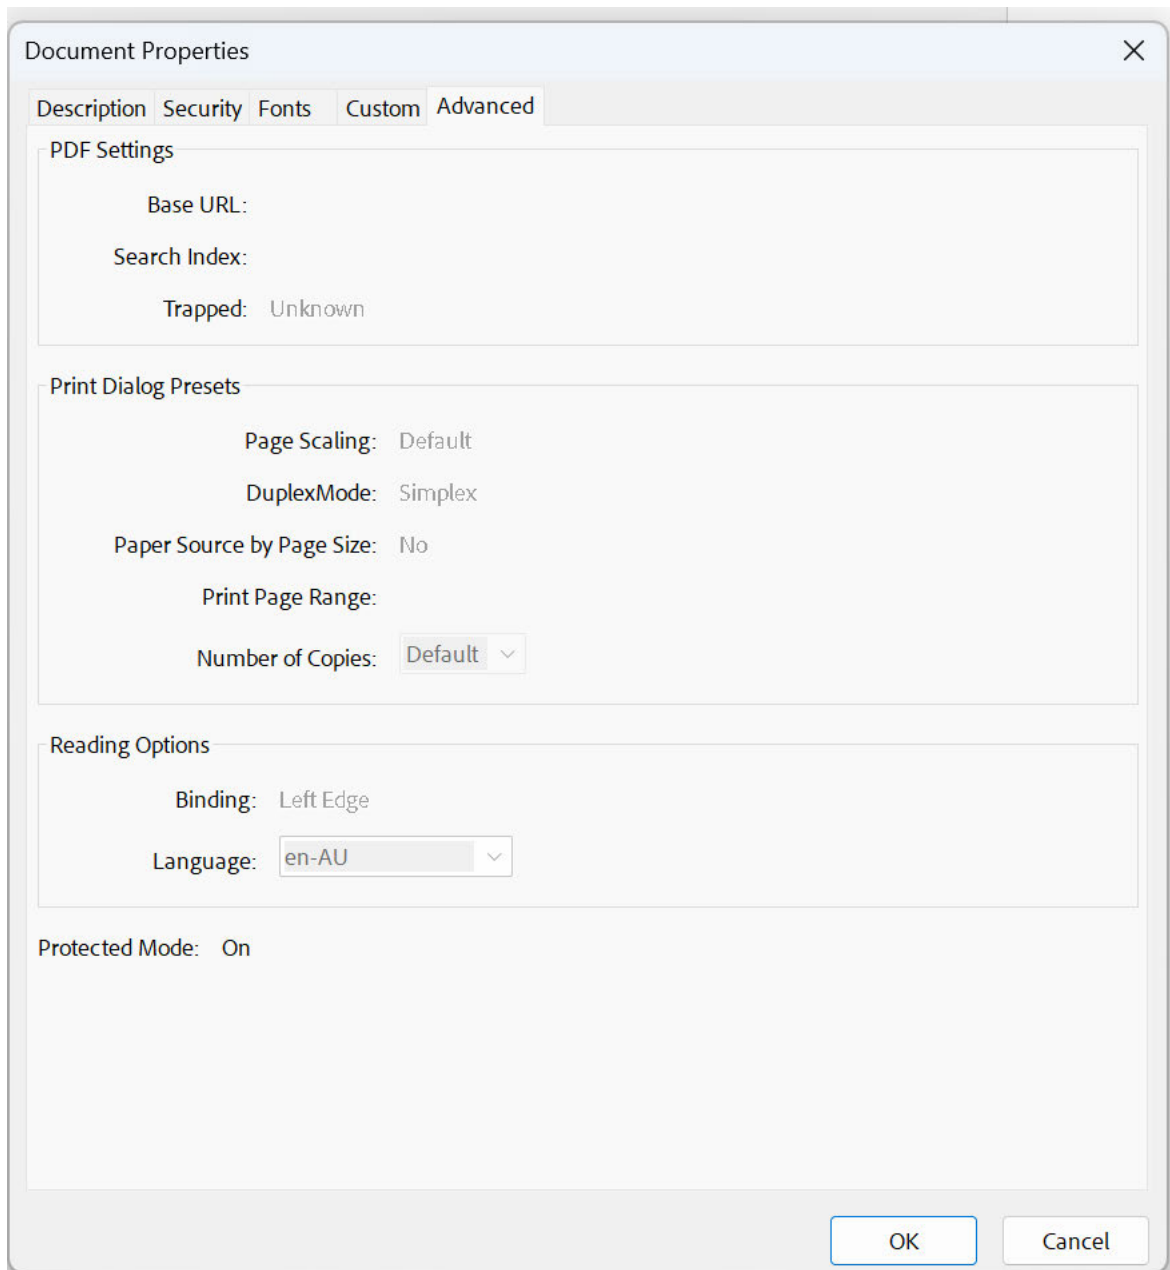 Document Properties
Description Security Fonts Custom Advanced
PDF Settings
Base URL:
Search Index:
Trapped: Unknown
Print Dialog Presets
Page Scaling: Default
DuplexMode: Simplex
Paper Source by Page Size: No
Print Page Range:
Number of Copies: Default
Reading Options
Binding: Left Edge
Language: en-AU
Protected Mode: On
OK Cancel